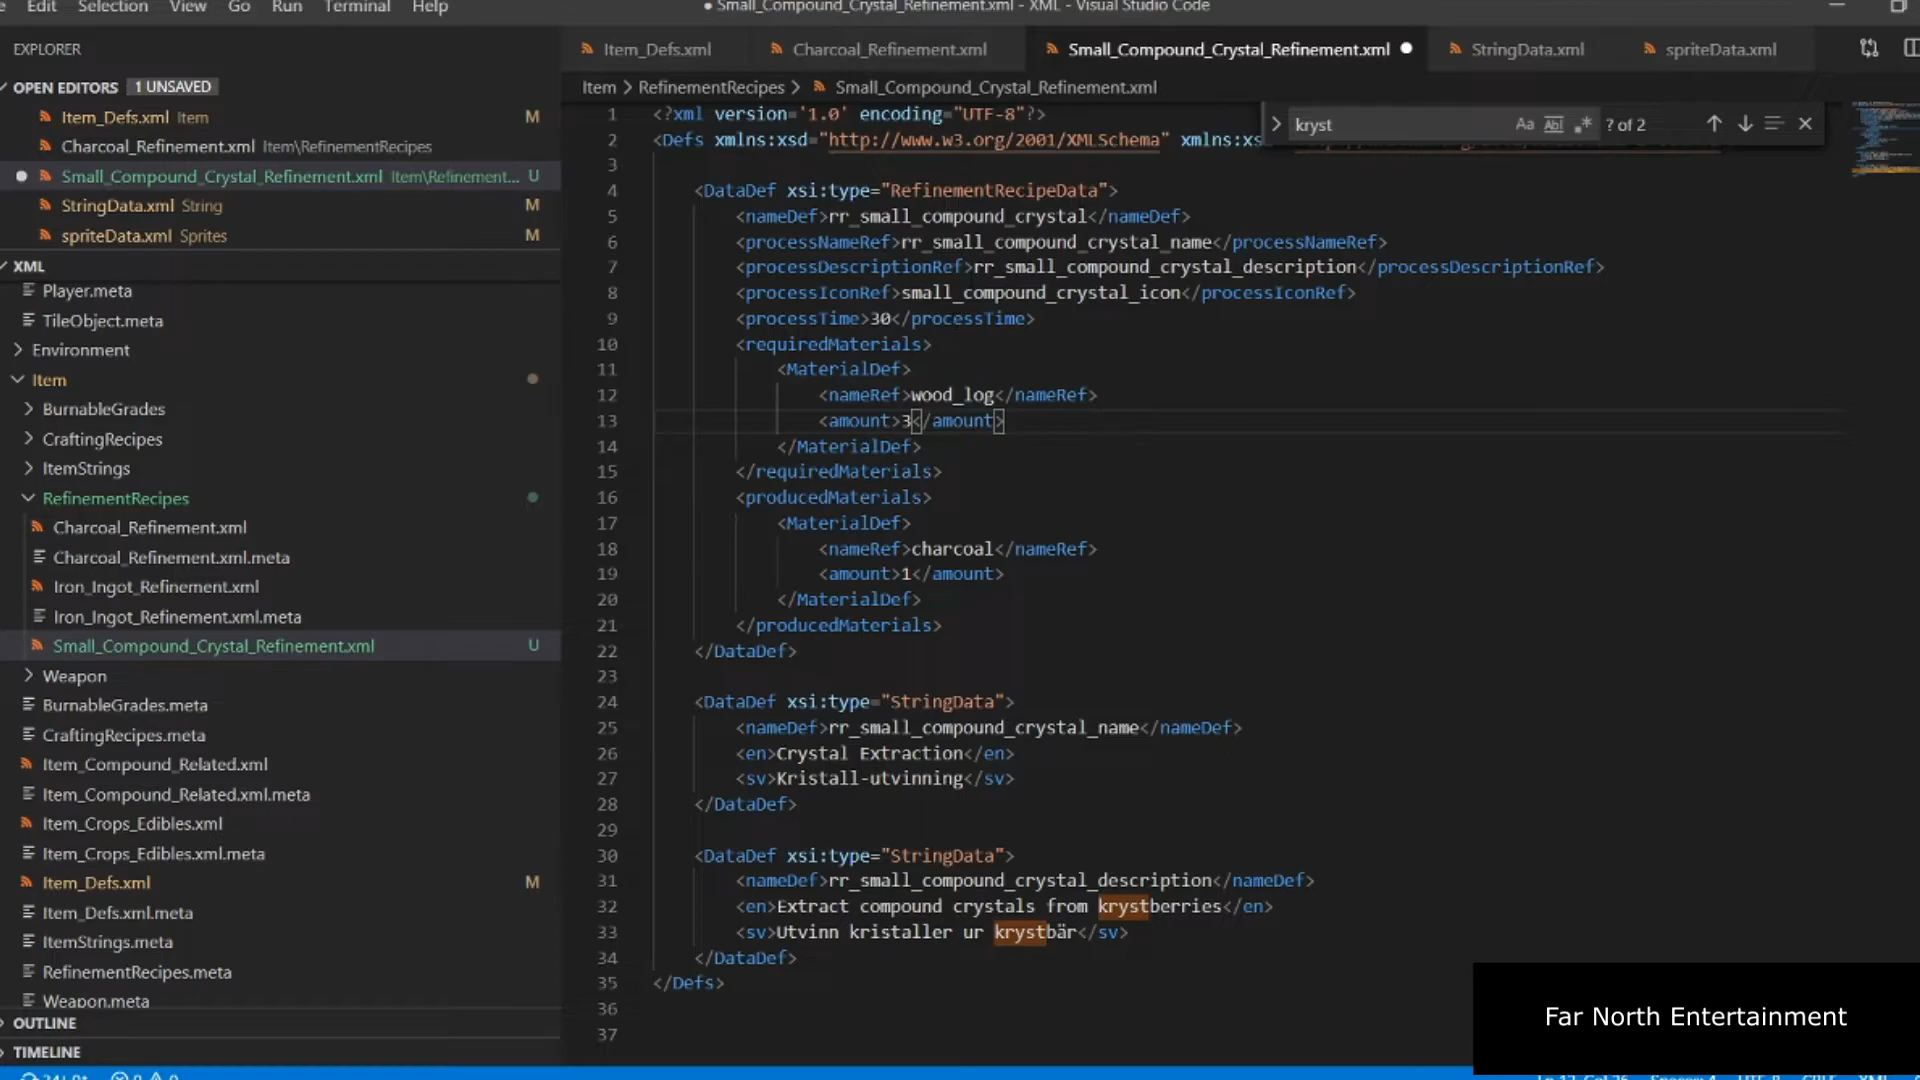 Edit Selection View Go Run Terminal Help
● Small_Compound_Crystal_Refinement.xml - XML - Visual Studio Code
EXPLORER
OPEN EDITORS 1 UNSAVED
Item_Defs.xml Item M
Charcoal_Refinement.xml Item\RefinementRecipes
Small_Compound_Crystal_Refinement.xml Item\Refinement... U
StringData.xml String M
spriteData.xml Sprites M
XML
Player.meta
TileObject.meta
Environment
Item
BurnableGrades
CraftingRecipes
ItemStrings
RefinementRecipes
Charcoal_Refinement.xml
Charcoal_Refinement.xml.meta
Iron_Ingot_Refinement.xml
Iron_Ingot_Refinement.xml.meta
Small_Compound_Crystal_Refinement.xml U
Weapon
BurnableGrades.meta
CraftingRecipes.meta
Item_Compound_Related.xml
Item_Compound_Related.xml.meta
Item_Crops_Edibles.xml
Item_Crops_Edibles.xml.meta
Item_Defs.xml M
Item_Defs.xml.meta
ItemStrings.meta
RefinementRecipes.meta
Weapon.meta
OUTLINE
TIMELINE
Item_Defs.xml Charcoal_Refinement.xml Small_Compound_Crystal_Refinement.xml StringData.xml spriteData.xml
Item > RefinementRecipes > Small_Compound_Crystal_Refinement.xml
kryst Aa Abl .* ? of 2
1 <?xml version='1.0' encoding="UTF-8"?>
2 <Defs xmlns:xsd="http://www.w3.org/2001/XMLSchema" xmlns:xs
3
4 <DataDef xsi:type="RefinementRecipeData">
5 <nameDef>rr_small_compound_crystal</nameDef>
6 <processNameRef>rr_small_compound_crystal_name</processNameRef>
7 <processDescriptionRef>rr_small_compound_crystal_description</processDescriptionRef>
8 <processIconRef>small_compound_crystal_icon</processIconRef>
9 <processTime>30</processTime>
10 <requiredMaterials>
11 <MaterialDef>
12 <nameRef>wood_log</nameRef>
13 <amount>3</amount>
14 </MaterialDef>
15 </requiredMaterials>
16 <producedMaterials>
17 <MaterialDef>
18 <nameRef>charcoal</nameRef>
19 <amount>1</amount>
20 </MaterialDef>
21 </producedMaterials>
22 </DataDef>
23
24 <DataDef xsi:type="StringData">
25 <nameDef>rr_small_compound_crystal_name</nameDef>
26 <en>Crystal Extraction</en>
27 <sv>Kristall-utvinning</sv>
28 </DataDef>
29
30 <DataDef xsi:type="StringData">
31 <nameDef>rr_small_compound_crystal_description</nameDef>
32 <en>Extract compound crystals from krystberries</en>
33 <sv>Utvinn kristaller ur krystbär</sv>
34 </DataDef>
35 </Defs>
36
37
Far North Entertainment